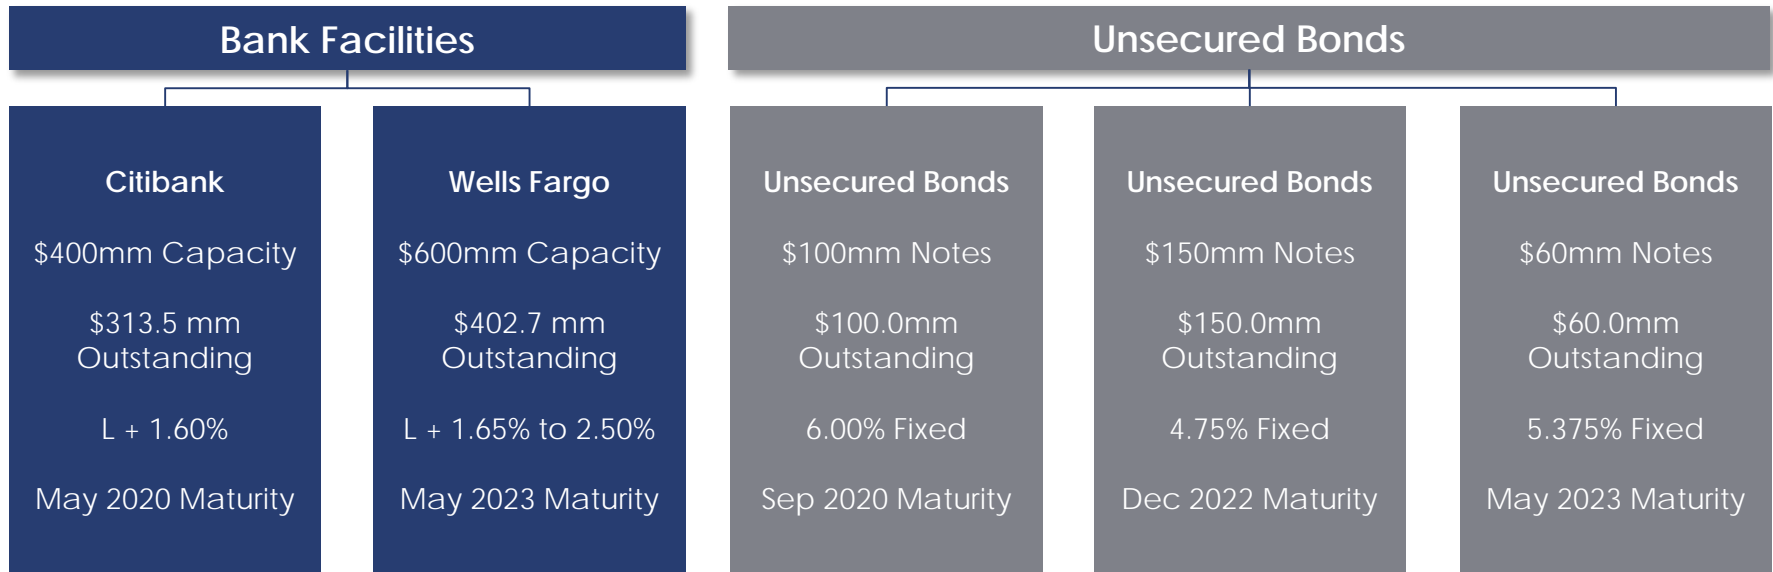 Bank Facilities
Unsecured Bonds
Citibank
$400mm Capacity
$313.5 mm
Outstanding
L + 1.60%
May 2020 Maturity
Wells Fargo
$600mm Capacity
$402.7 mm
Outstanding
L + 1.65% to 2.50%
May 2023 Maturity
Unsecured Bonds
$100mm Notes
$100.0mm
Outstanding
6.00% Fixed
Sep 2020 Maturity
Unsecured Bonds
$150mm Notes
$150.0mm
Outstanding
4.75% Fixed
Dec 2022 Maturity
Unsecured Bonds
$60mm Notes
$60.0mm
Outstanding
5.375% Fixed
May 2023 Maturity